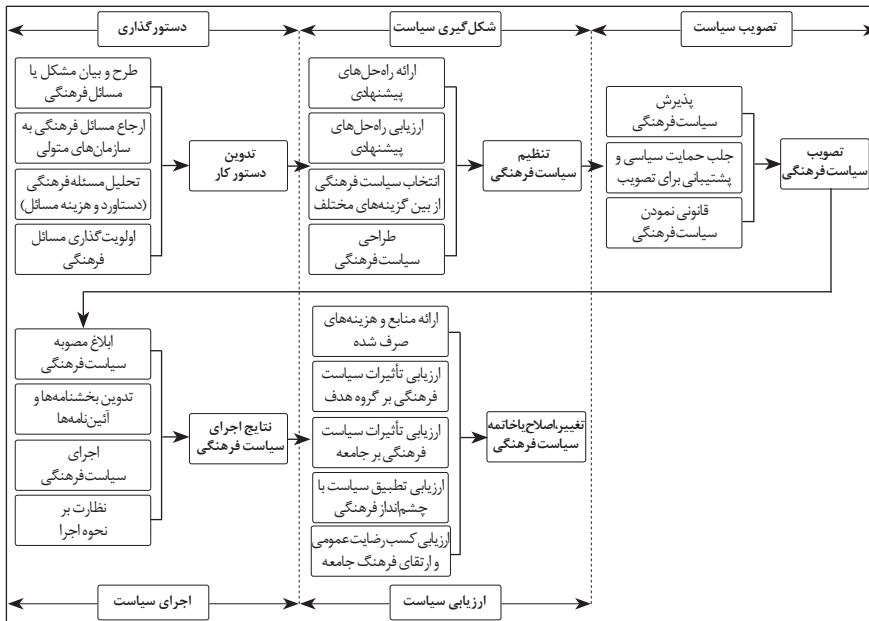 دستورگذاری
شکل‌گیری سیاست
تصویب سیاست
طرح و بیان مشکل یا
مسائل فرهنگی
ارجاع مسائل فرهنگی به
سازمان‌های متولی
تحلیل مسئله فرهنگی
(دستاورد و هزینه مسائل)
اولویت‌گذاری مسائل
فرهنگی
تدوین
دستور کار
ارائه راه‌حل‌های
پیشنهادی
ارزیابی راه‌حل‌های
پیشنهادی
انتخاب سیاست فرهنگی
از بین گزینه‌های مختلف
طراحی
سیاست فرهنگی
تنظیم
سیاست فرهنگی
پذیرش
سیاست فرهنگی
جلب حمایت سیاسی و
پشتیبانی برای تصویب
قانونی نمودن
سیاست فرهنگی
تصویب
سیاست فرهنگی
ابلاغ مصوبه
سیاست فرهنگی
تدوین بخشنامه‌ها و
آئین‌نامه‌ها
اجرای
سیاست فرهنگی
نظارت بر
نحوه اجرا
نتایج اجرای
سیاست فرهنگی
ارائه منابع و هزینه‌های
صرف شده
ارزیابی تأثیرات سیاست
فرهنگی بر گروه هدف
ارزیابی تأثیرات سیاست
فرهنگی بر جامعه
ارزیابی تطبیق سیاست با
چشم‌انداز فرهنگی
ارزیابی کسب رضایت عمومی
و ارتقای فرهنگ جامعه
تغییر، اصلاح یا خاتمه
سیاست فرهنگی
اجرای سیاست
ارزیابی سیاست